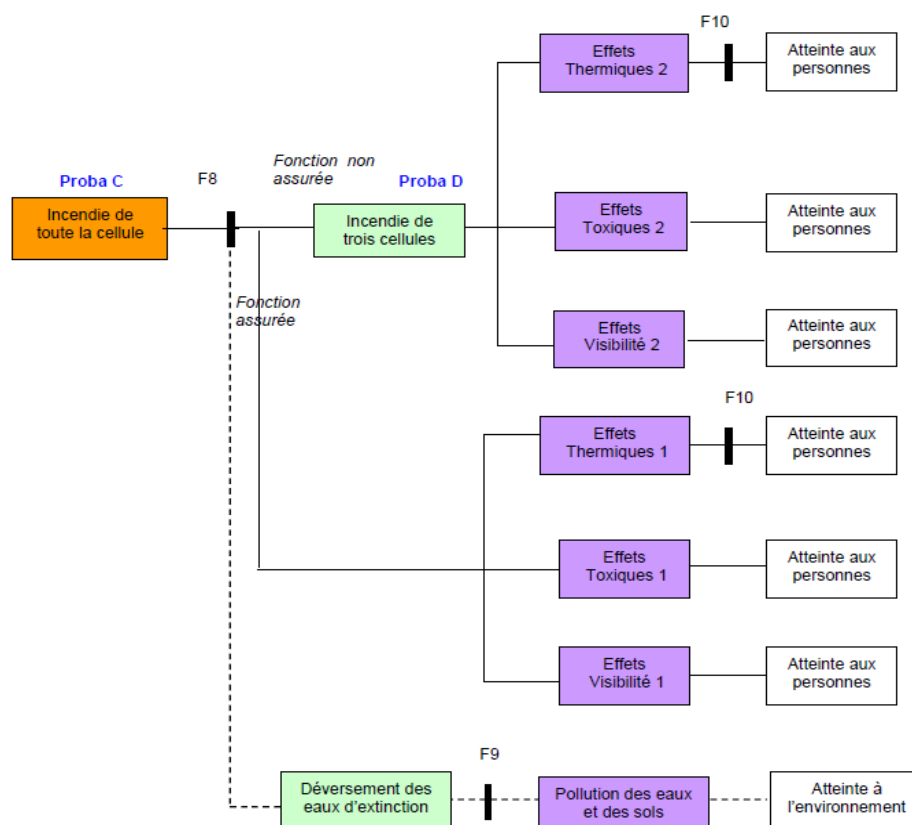 F10
Effets
Thermiques 2
Atteinte aux
personnes
Fonction non
assurée
Proba C
F8
Proba D
Incendie de
toute la cellule
Incendie de
trois cellules
Effets
Toxiques 2
Atteinte aux
personnes
Fonction
assurée
Effets
Visibilité 2
Atteinte aux
personnes
F10
Effets
Thermiques 1
Atteinte aux
personnes
Effets
Toxiques 1
Atteinte aux
personnes
Effets
Visibilité 1
Atteinte aux
personnes
F9
Déversement des
eaux d'extinction
Pollution des eaux
et des sols
Atteinte à
l'environnement